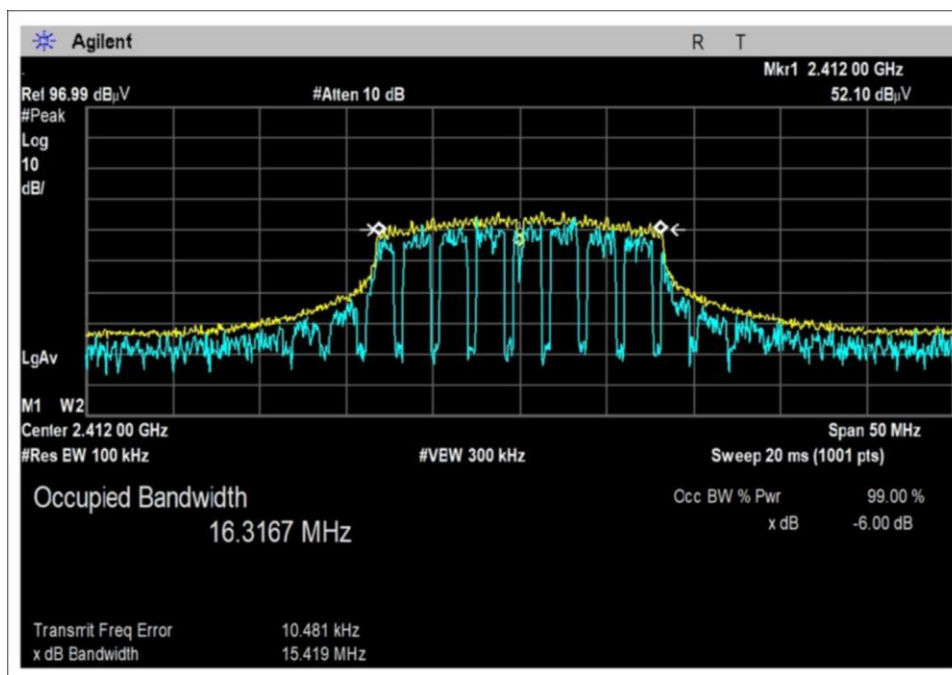 Agilent R T
Mkr1 2.412 00 GHz
Ref 96.99 dBµV #Atten 10 dB 52.10 dBµV
#Peak
Log
10
dB/
LgAv
M1 W2
Center 2.412 00 GHz Span 50 MHz
#Res BW 100 kHz #VBW 300 kHz Sweep 20 ms (1001 pts)
Occupied Bandwidth Occ BW % Pwr 99.00 %
16.3167 MHz x dB -6.00 dB
Transmit Freq Error 10.481 kHz
x dB Bandwidth 15.419 MHz